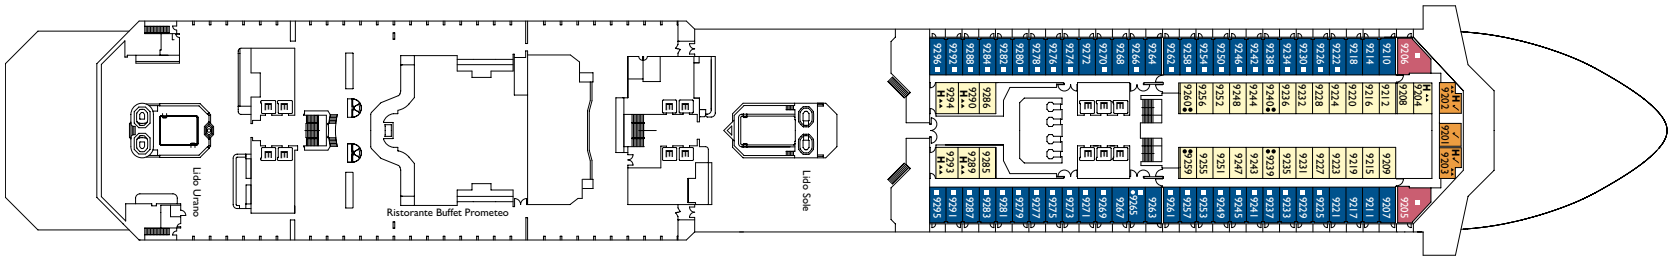 9296 9292 9288 9284 9282 9280 9278 9276 9274 9272 9270 9268 9266 9264 9262 9258 9254 9250 9246 9242 9238 9234 9230 9226 9222 9218 9214 9210 9206
H 9294 H 9290 9286 9260 9256 9252 9248 9244 9240 9236 9232 9228 9224 9220 9216 9212 9208 9204 H 9202 H
E E E E
Lido Urano
Ristorante Buffet Prometeo
Lido Sole
9201
E E E E
H 9293 H 9289 9285 9259 9255 9251 9247 9243 9239 9235 9231 9227 9223 9219 9215 9209 9203 H
9295 9291 9287 9283 9281 9279 9277 9275 9273 9271 9269 9267 9265 9263 9261 9257 9253 9249 9245 9241 9237 9233 9229 9225 9221 9217 9211 9207 9205